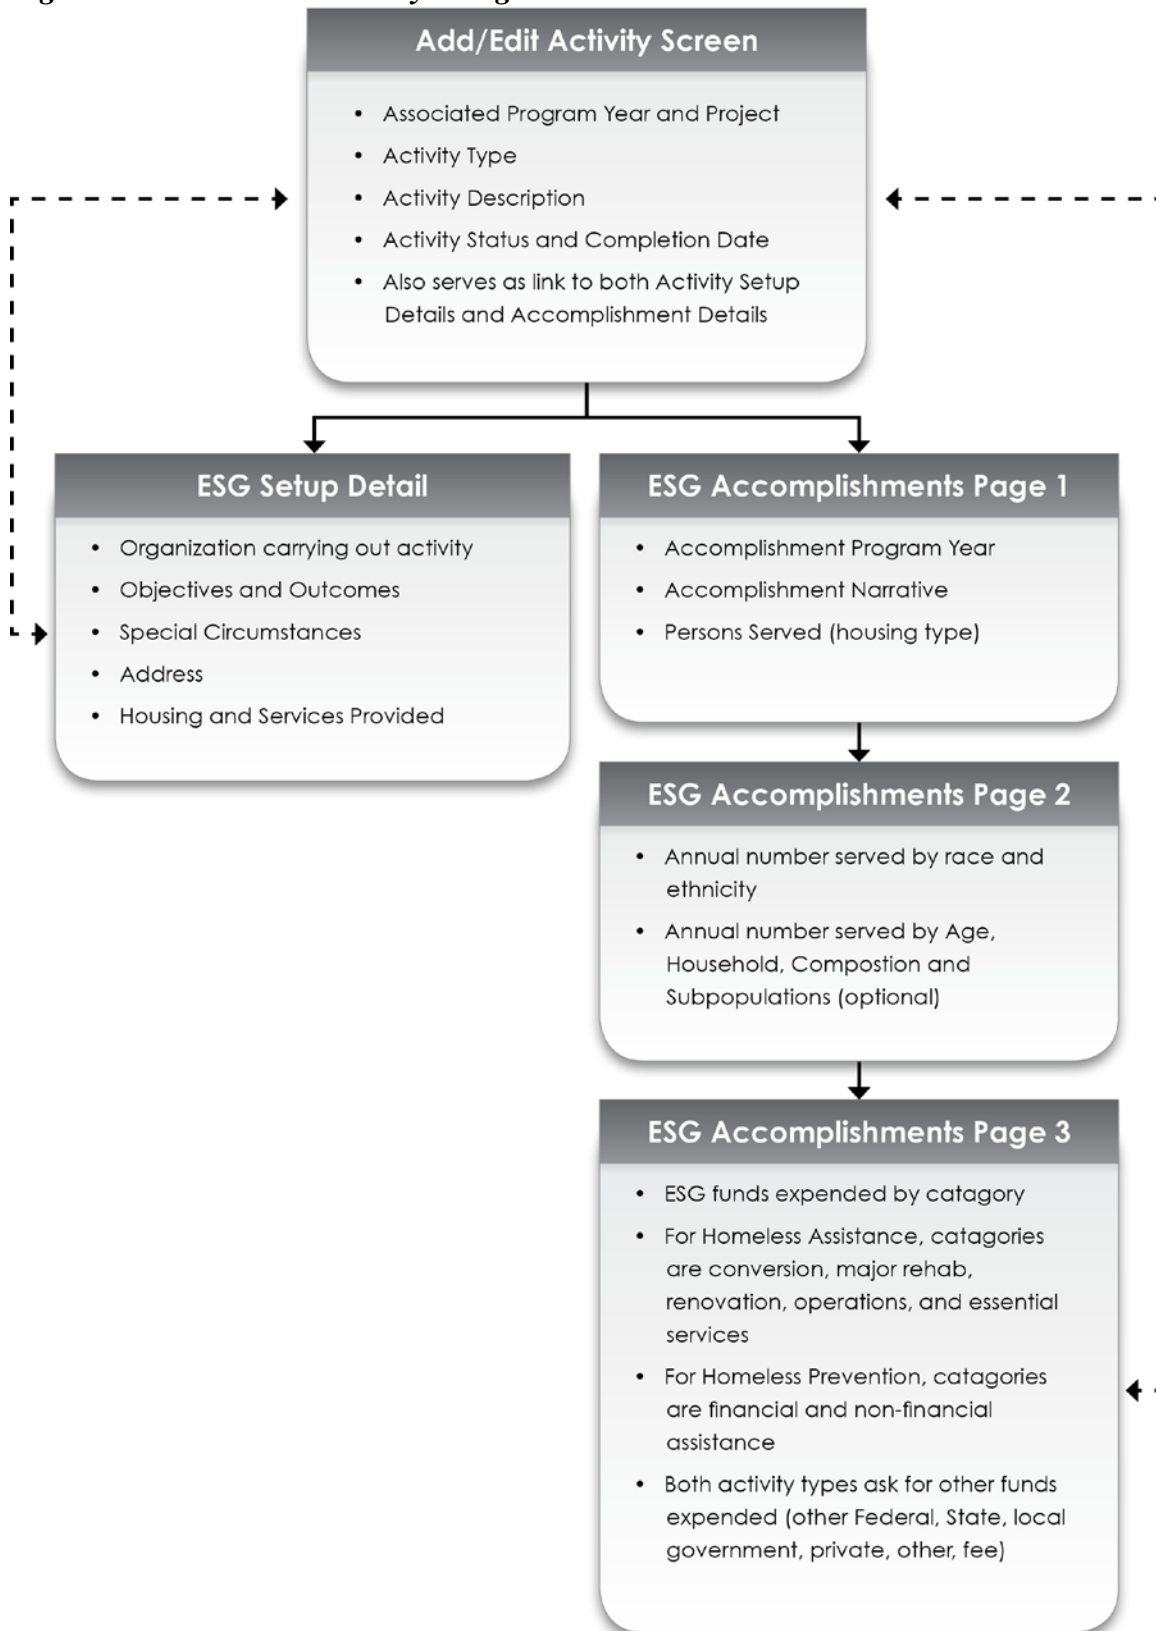 Add/Edit Activity Screen
• Associated Program Year and Project
• Activity Type
• Activity Description
• Activity Status and Completion Date
• Also serves as link to both Activity Setup
Details and Accomplishment Details
ESG Setup Detail
• Organization carrying out activity
• Objectives and Outcomes
• Special Circumstances
• Address
• Housing and Services Provided
ESG Accomplishments Page 1
• Accomplishment Program Year
• Accomplishment Narrative
• Persons Served (housing type)
ESG Accomplishments Page 2
• Annual number served by race and
ethnicity
• Annual number served by Age,
Household, Compostion and
Subpopulations (optional)
ESG Accomplishments Page 3
• ESG funds expended by catagory
• For Homeless Assistance, catagories
are conversion, major rehab,
renovation, operations, and essential
services
• For Homeless Prevention, catagories
are financial and non-financial
assistance
• Both activity types ask for other funds
expended (other Federal, State, local
government, private, other, fee)